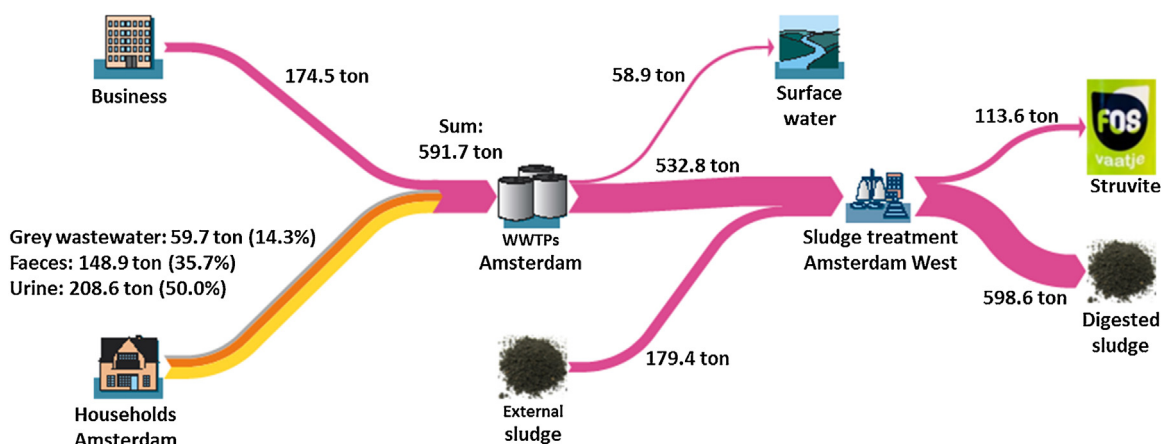 Business
174.5 ton
Sum:
591.7 ton
58.9 ton
Surface
water
113.6 ton
FOS
vaatje
Struvite
532.8 ton
WWTPs
Amsterdam
Sludge treatment
Amsterdam West
Grey wastewater: 59.7 ton (14.3%)
Faeces: 148.9 ton (35.7%)
Urine: 208.6 ton (50.0%)
598.6 ton
Digested
sludge
179.4 ton
Households
Amsterdam
External
sludge